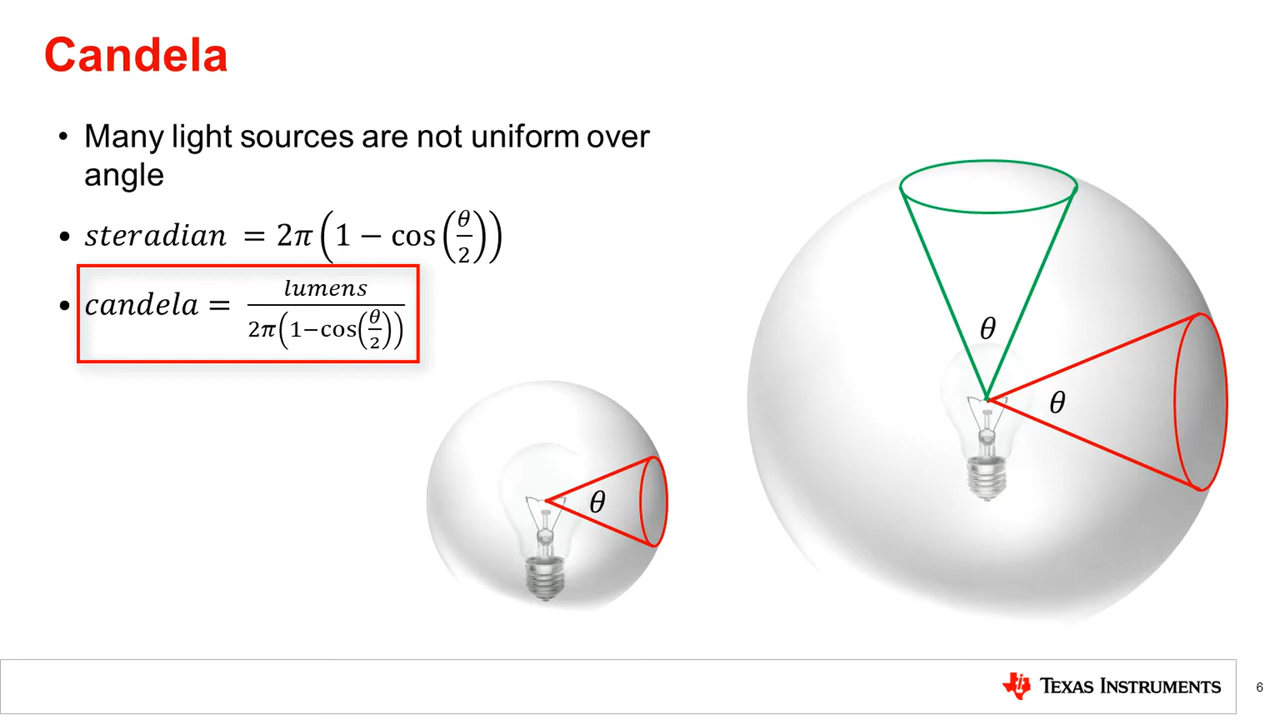 Candela
• Many light sources are not uniform over
angle
• steradian = 2π(1 − cos(θ/2))
• candela = lumens / 2π(1−cos(θ/2))
θ
θ
θ
TEXAS INSTRUMENTS
6